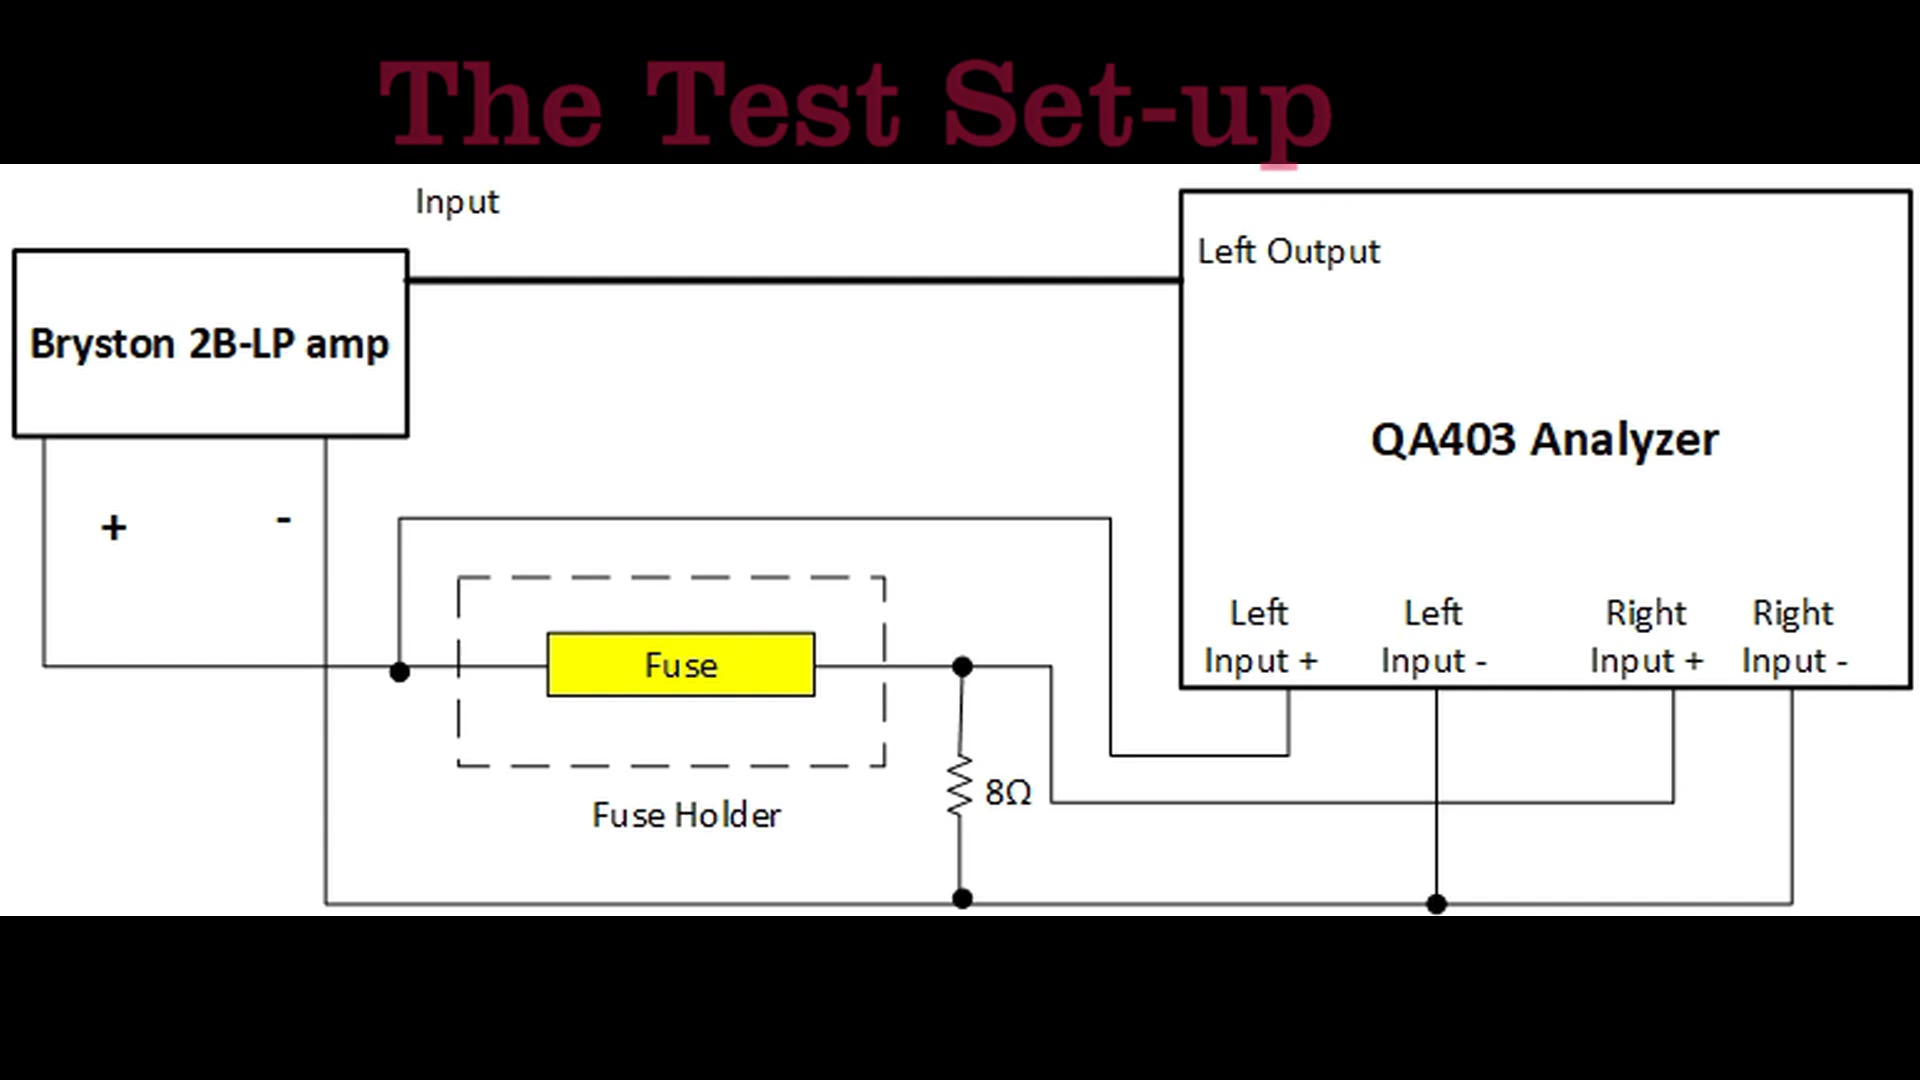 The Test Set-up
Input
Left Output
Bryston 2B-LP amp
QA403 Analyzer
+
-
Left
Input +
Left
Input -
Right
Input +
Right
Input -
Fuse
8Ω
Fuse Holder